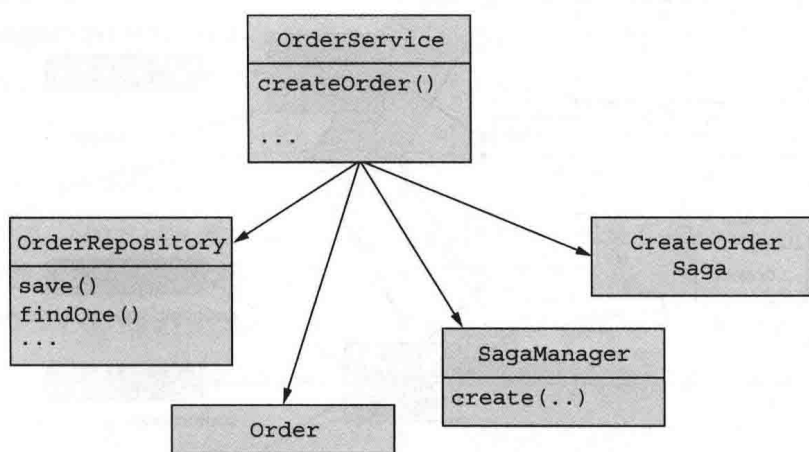 OrderService
createOrder()
...
OrderRepository
save()
findOne()
...
CreateOrder
Saga
SagaManager
create(..)
Order